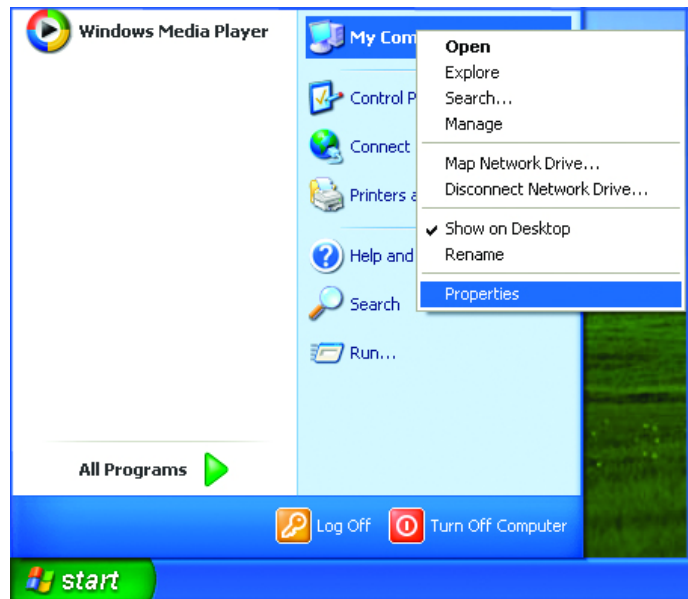 Windows Media Player
My Com
Open
Explore
Search...
Manage
Map Network Drive...
Disconnect Network Drive...
Show on Desktop
Rename
Properties
Control P
Connect
Printers a
Help and
Search
Run...
All Programs
Log Off
Turn Off Computer
start